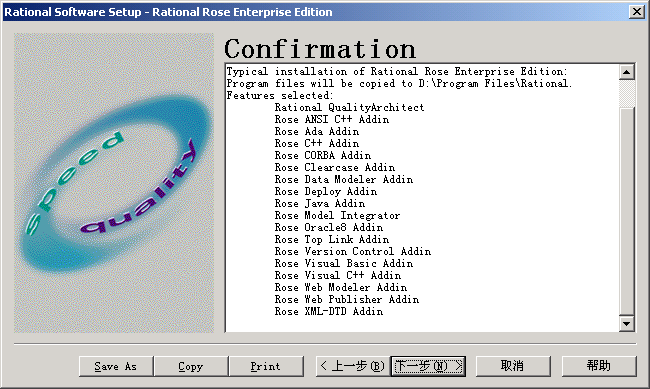 Rational Software Setup - Rational Rose Enterprise Edition
speed
quality
Confirmation
Typical installation of Rational Rose Enterprise Edition:
Program files will be copied to D:\Program Files\Rational.
Features selected:
Rational QualityArchitect
Rose ANSI C++ Addin
Rose Ada Addin
Rose C++ Addin
Rose CORBA Addin
Rose Clearcase Addin
Rose Data Modeler Addin
Rose Deploy Addin
Rose Java Addin
Rose Model Integrator
Rose Oracle8 Addin
Rose Top Link Addin
Rose Version Control Addin
Rose Visual Basic Addin
Rose Visual C++ Addin
Rose Web Modeler Addin
Rose Web Publisher Addin
Rose XML-DTD Addin
Save As Copy Print < 上一步(B) 下一步(N) > 取消 帮助